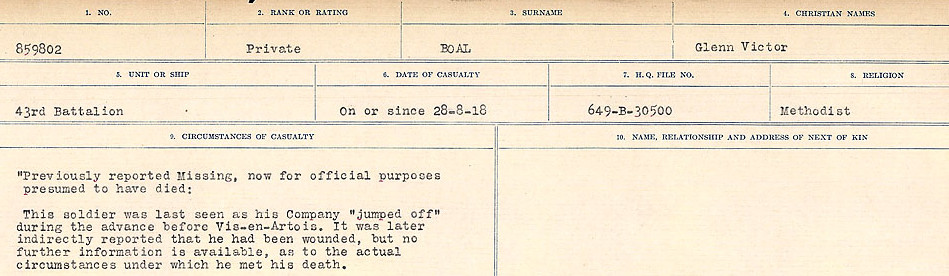 1. NO. 2. RANK OR RATING 3. SURNAME 4. CHRISTIAN NAMES
859802 Private BOAL Glenn Victor
5. UNIT OR SHIP 6. DATE OF CASUALTY 7. H.Q. FILE NO. 8. RELIGION
43rd Battalion On or since 28-8-18 649-B-30500 Methodist
9. CIRCUMSTANCES OF CASUALTY 10. NAME, RELATIONSHIP AND ADDRESS OF NEXT OF KIN
"Previously reported Missing, now for official purposes
presumed to have died:
This soldier was last seen as his Company "jumped off"
during the advance before Vis-en-Artois. It was later
indirectly reported that he had been wounded, but no
further information is available, as to the actual
circumstances under which he met his death.